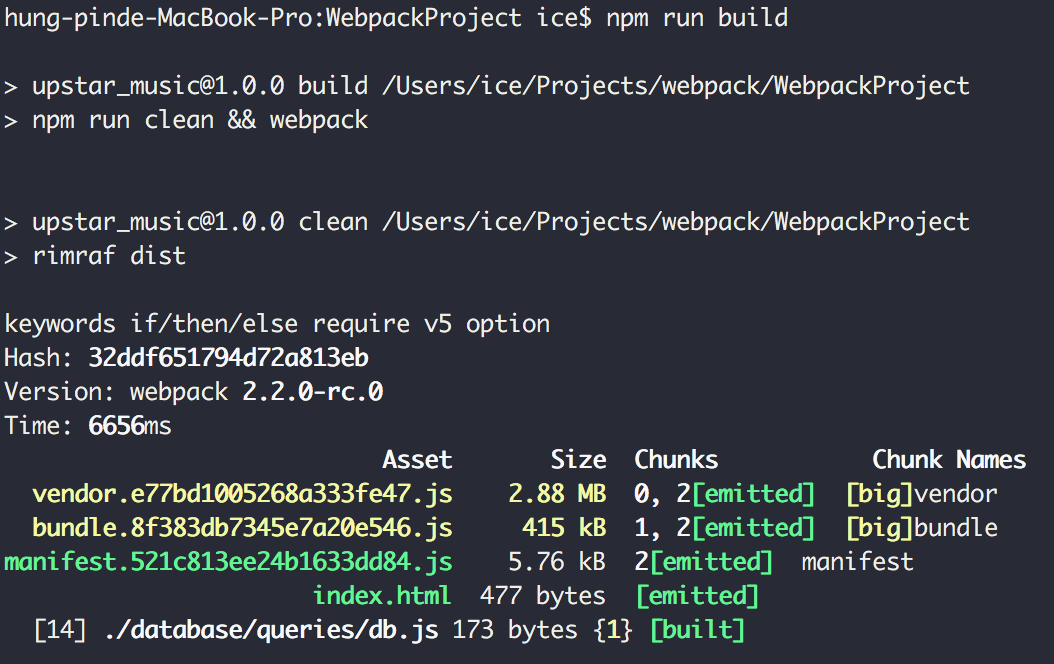 hung-pinde-MacBook-Pro:WebpackProject ice$ npm run build
> upstar_music@1.0.0 build /Users/ice/Projects/webpack/WebpackProject
> npm run clean && webpack
> upstar_music@1.0.0 clean /Users/ice/Projects/webpack/WebpackProject
> rimraf dist
keywords if/then/else require v5 option
Hash: 32ddf651794d72a813eb
Version: webpack 2.2.0-rc.0
Time: 6656ms
Asset Size Chunks Chunk Names
vendor.e77bd1005268a333fe47.js 2.88 MB 0, 2[emitted] [big]vendor
bundle.8f383db7345e7a20e546.js 415 kB 1, 2[emitted] [big]bundle
manifest.521c813ee24b1633dd84.js 5.76 kB 2[emitted] manifest
index.html 477 bytes [emitted]
[14] ./database/queries/db.js 173 bytes {1} [built]